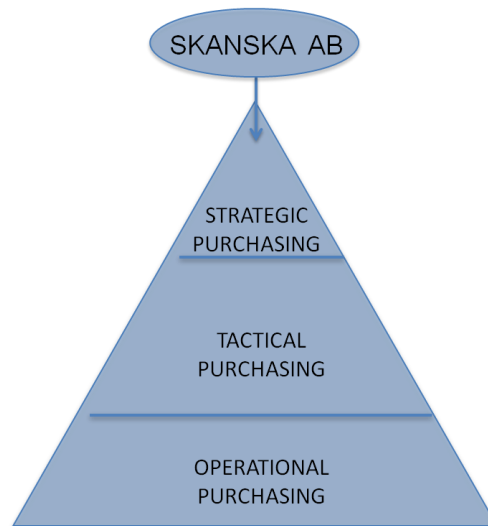 SKANSKA AB
STRATEGIC
PURCHASING
TACTICAL
PURCHASING
OPERATIONAL
PURCHASING